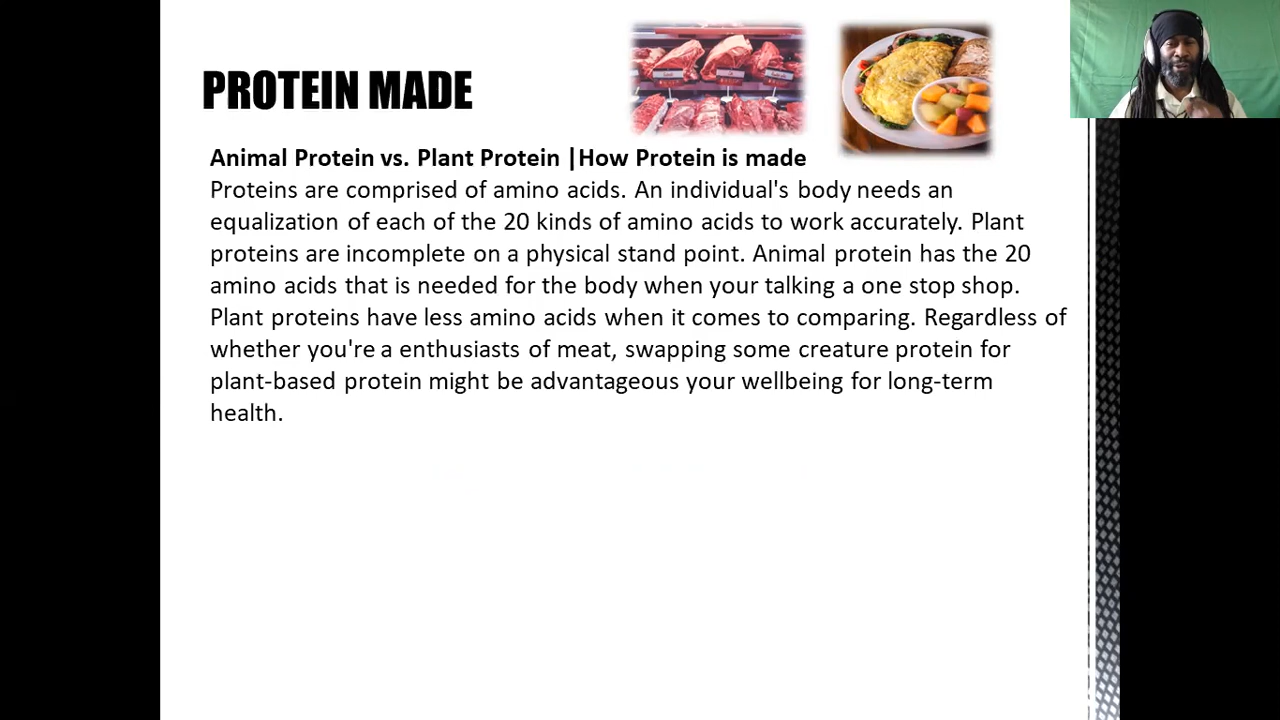 PROTEIN MADE
Animal Protein vs. Plant Protein |How Protein is made
Proteins are comprised of amino acids. An individual's body needs an
equalization of each of the 20 kinds of amino acids to work accurately. Plant
proteins are incomplete on a physical stand point. Animal protein has the 20
amino acids that is needed for the body when your talking a one stop shop.
Plant proteins have less amino acids when it comes to comparing. Regardless of
whether you're a enthusiasts of meat, swapping some creature protein for
plant-based protein might be advantageous your wellbeing for long-term
health.